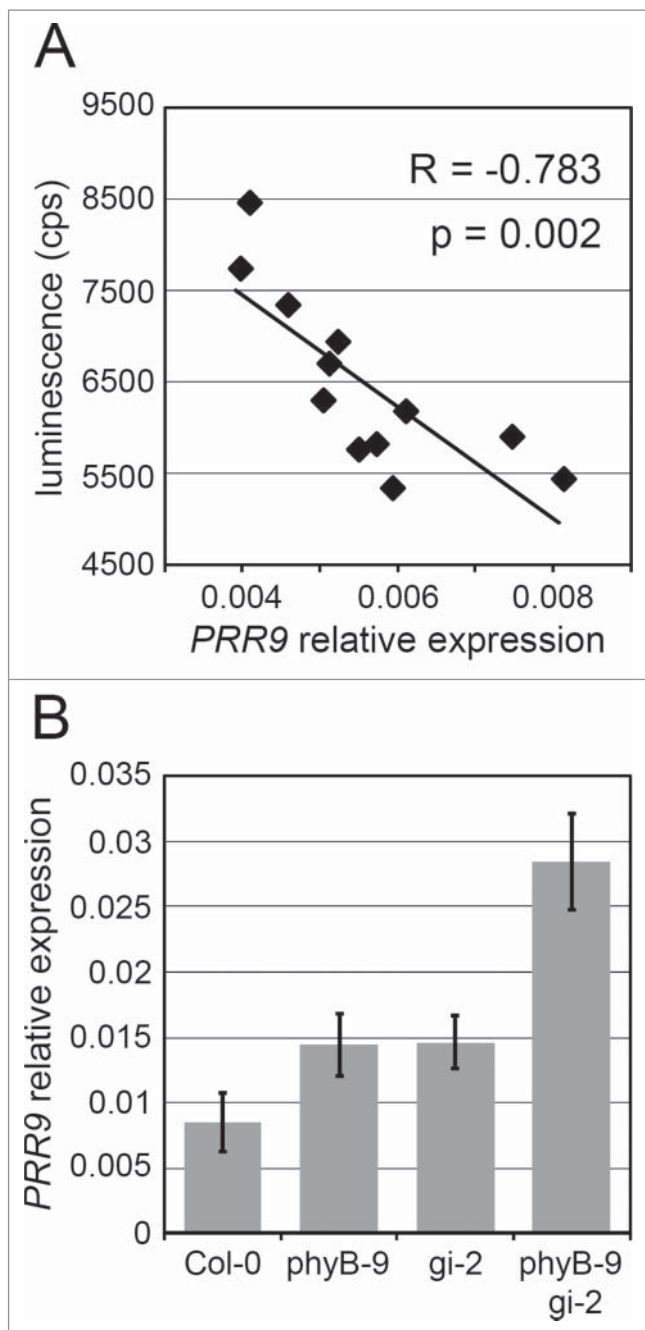 A
9500
8500
7500
6500
5500
4500
luminescence (cps)
R = -0.783
p = 0.002
0.004 0.006 0.008
PRR9 relative expression
B
0.035
0.03
0.025
0.02
0.015
0.01
0.005
0
PRR9 relative expression
Col-0 phyB-9 gi-2 phyB-9
gi-2